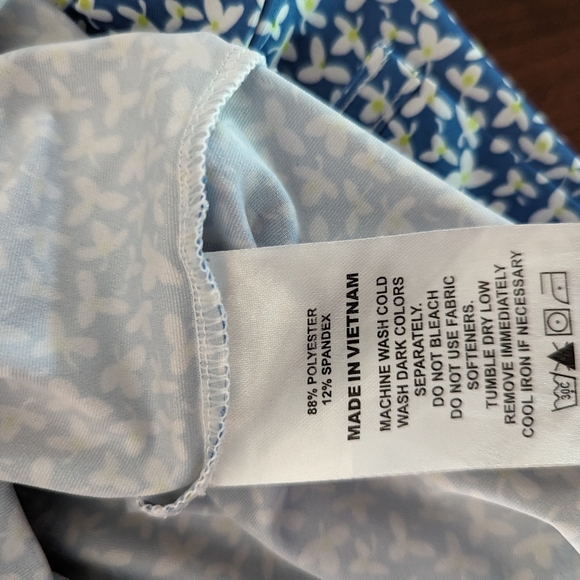 88% POLYESTER
12% SPANDEX
MADE IN VIETNAM
MACHINE WASH COLD
WASH DARK COLORS
SEPARATELY.
DO NOT BLEACH
DO NOT USE FABRIC
SOFTENERS.
TUMBLE DRY LOW
REMOVE IMMEDIATELY
COOL IRON IF NECESSARY
30C